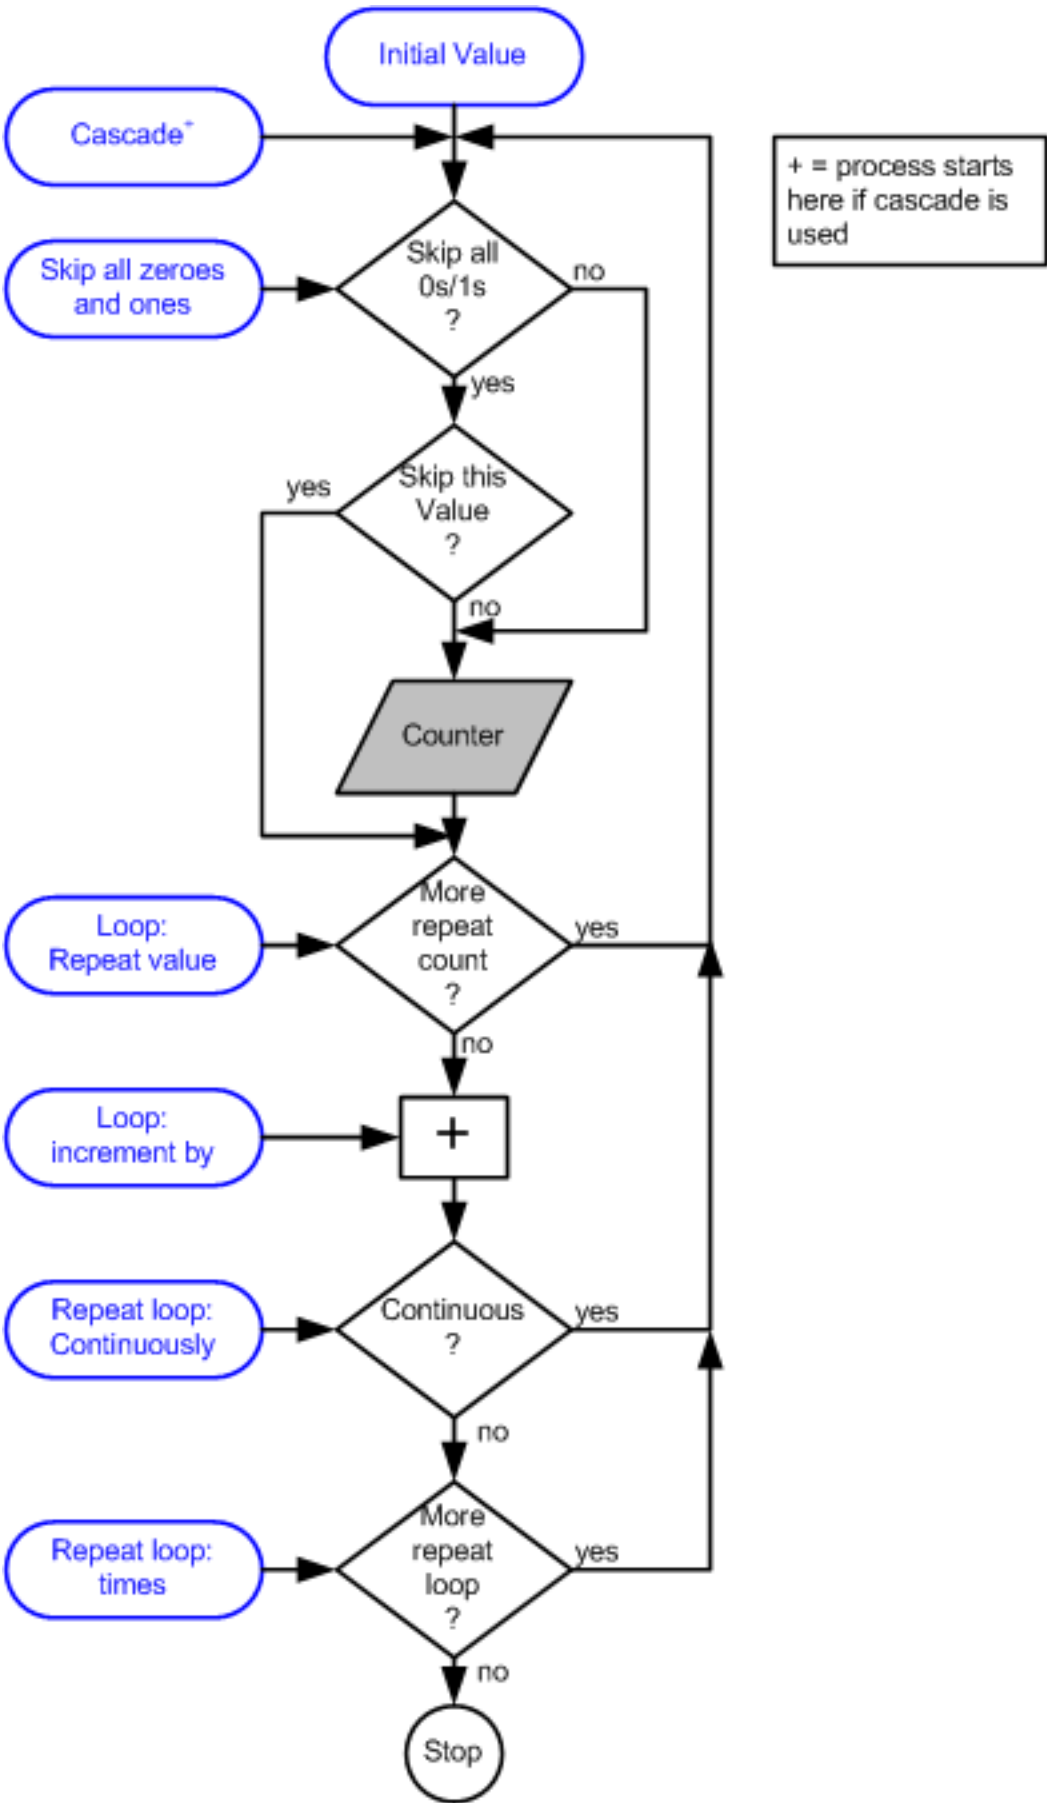 Initial Value
Cascade+
+ = process starts
here if cascade is
used
Skip all zeroes
and ones
Skip all
0s/1s
?
no
yes
Skip this
Value
?
yes
no
Counter
Loop:
Repeat value
More
repeat
count
?
yes
no
Loop:
increment by
+
Repeat loop:
Continuously
Continuous
?
yes
no
Repeat loop:
times
More
repeat
loop
?
yes
no
Stop